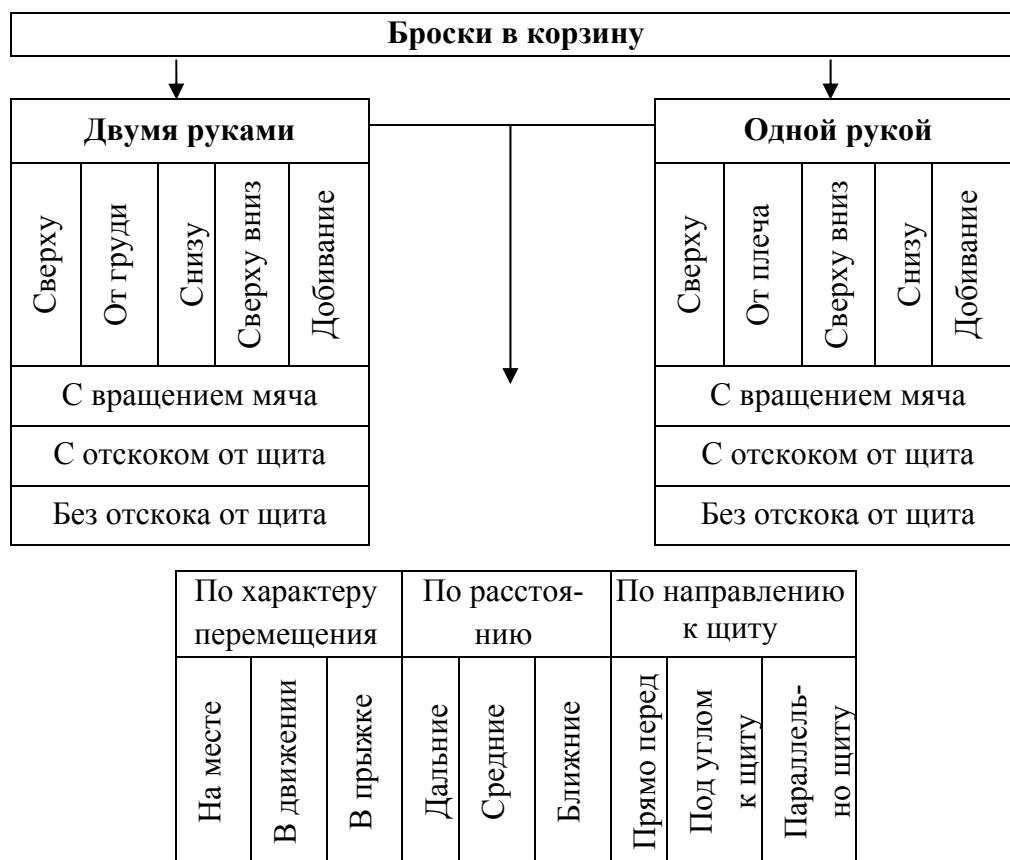 Броски в корзину
Двумя руками
Одной рукой
Сверху
От груди
Снизу
Сверху вниз
Добивание
Сверху
От плеча
Сверху вниз
Снизу
Добивание
С вращением мяча
С вращением мяча
С отскоком от щита
С отскоком от щита
Без отскока от щита
Без отскока от щита
По характеру
перемещения
По расстоя-
нию
По направлению
к щиту
На месте
В движении
В прыжке
Дальние
Средние
Ближние
Прямо перед
Под углом
к щиту
Параллель-
но щиту